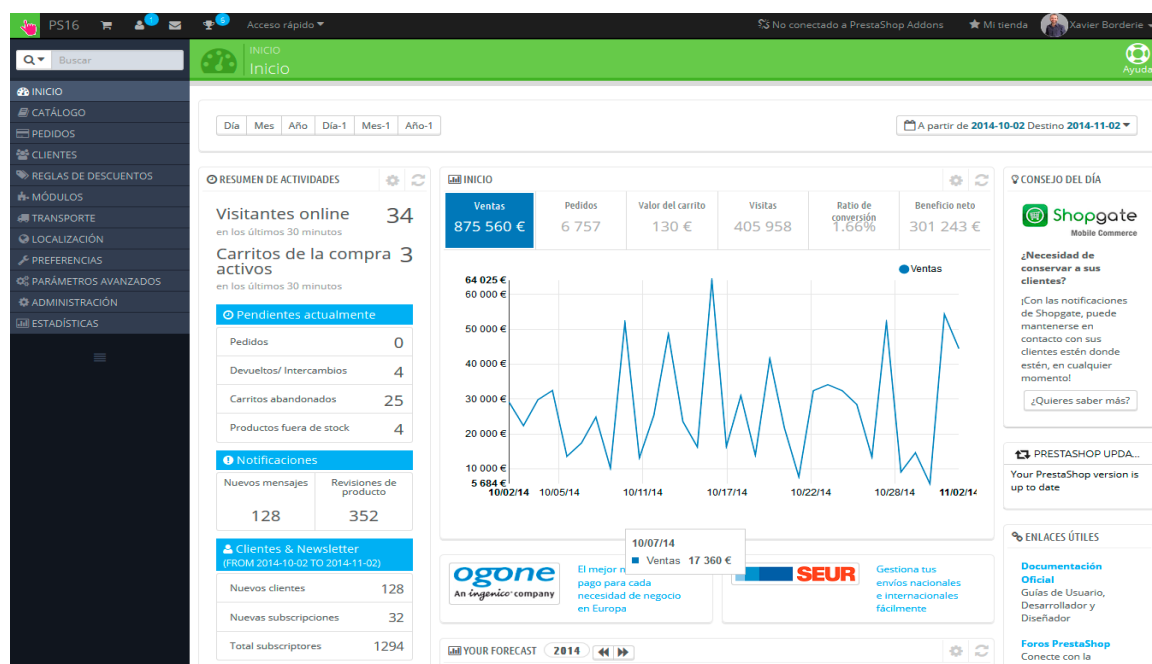 PS16
1
6
Acceso rápido
No conectado a PrestaShop Addons
Mi tienda
Xavier Borderie
Buscar
INICIO
Inicio
Ayuda
INICIO
CATÁLOGO
PEDIDOS
CLIENTES
REGLAS DE DESCUENTOS
MÓDULOS
TRANSPORTE
LOCALIZACIÓN
PREFERENCIAS
PARÁMETROS AVANZADOS
ADMINISTRACIÓN
ESTADÍSTICAS
Día Mes Año Día-1 Mes-1 Año-1
A partir de 2014-10-02 Destino 2014-11-02
RESUMEN DE ACTIVIDADES
Visitantes online 34
en los últimos 30 minutos
Carritos de la compra 3
activos
en los últimos 30 minutos
Pendientes actualmente
Pedidos 0
Devueltos/ Intercambios 4
Carritos abandonados 25
Productos fuera de stock 4
Notificaciones
Nuevos mensajes
Revisiones de
producto
128 352
Clientes & Newsletter
(FROM 2014-10-02 TO 2014-11-02)
Nuevos clientes 128
Nuevas subscripciones 32
Total subscriptores 1294
INICIO
Ventas
875 560 €
Pedidos
6 757
Valor del carrito
130 €
Visitas
405 958
Ratio de
conversión
1.66%
Beneficio neto
301 243 €
Ventas
64 025 €
60 000 €
50 000 €
40 000 €
30 000 €
20 000 €
10 000 €
5 684 €
10/02/14 10/05/14 10/11/14 10/17/14 10/22/14 10/28/14 11/02/14
10/07/14
Ventas 17 360 €
ogone
An ingenico company
El mejor
pago para cada
necesidad de negocio
en Europa
SEUR
Gestiona tus
envíos nacionales
e internacionales
fácilmente
YOUR FORECAST 2014
CONSEJO DEL DÍA
Shopgate
Mobile Commerce
¿Necesidad de
conservar a sus
clientes?
¡Con las notificaciones
de Shopgate, puede
mantenerse en
contacto con sus
clientes estén donde
estén, en cualquier
momento!
¿Quieres saber más?
PRESTASHOP UPDA...
Your PrestaShop version is
up to date
ENLACES ÚTILES
Documentación
Oficial
Guías de Usuario,
Desarrollador y
Diseñador
Foros PrestaShop
Conecte con la